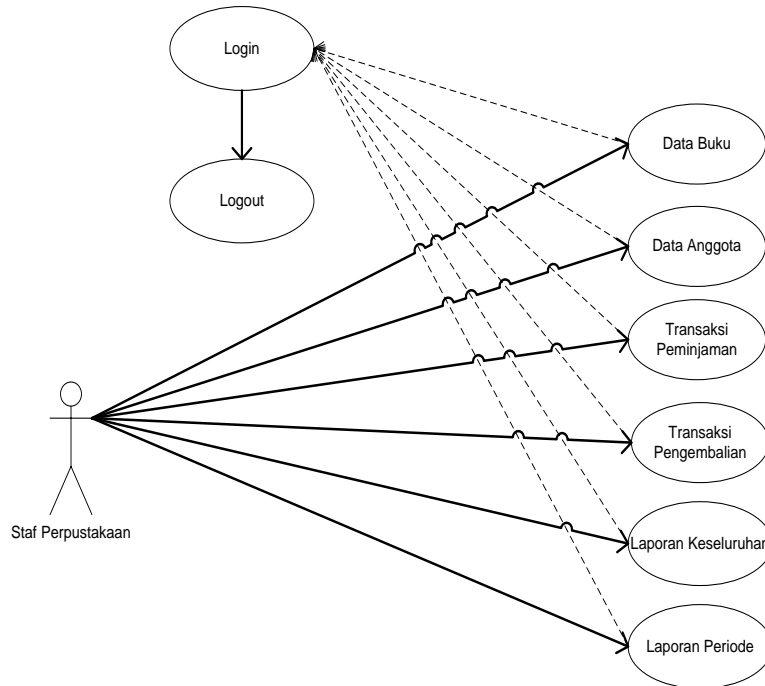 Login
Logout
Data Buku
Data Anggota
Transaksi
Peminjaman
Transaksi
Pengembalian
Staf Perpustakaan
Laporan Keseluruhan
Laporan Periode